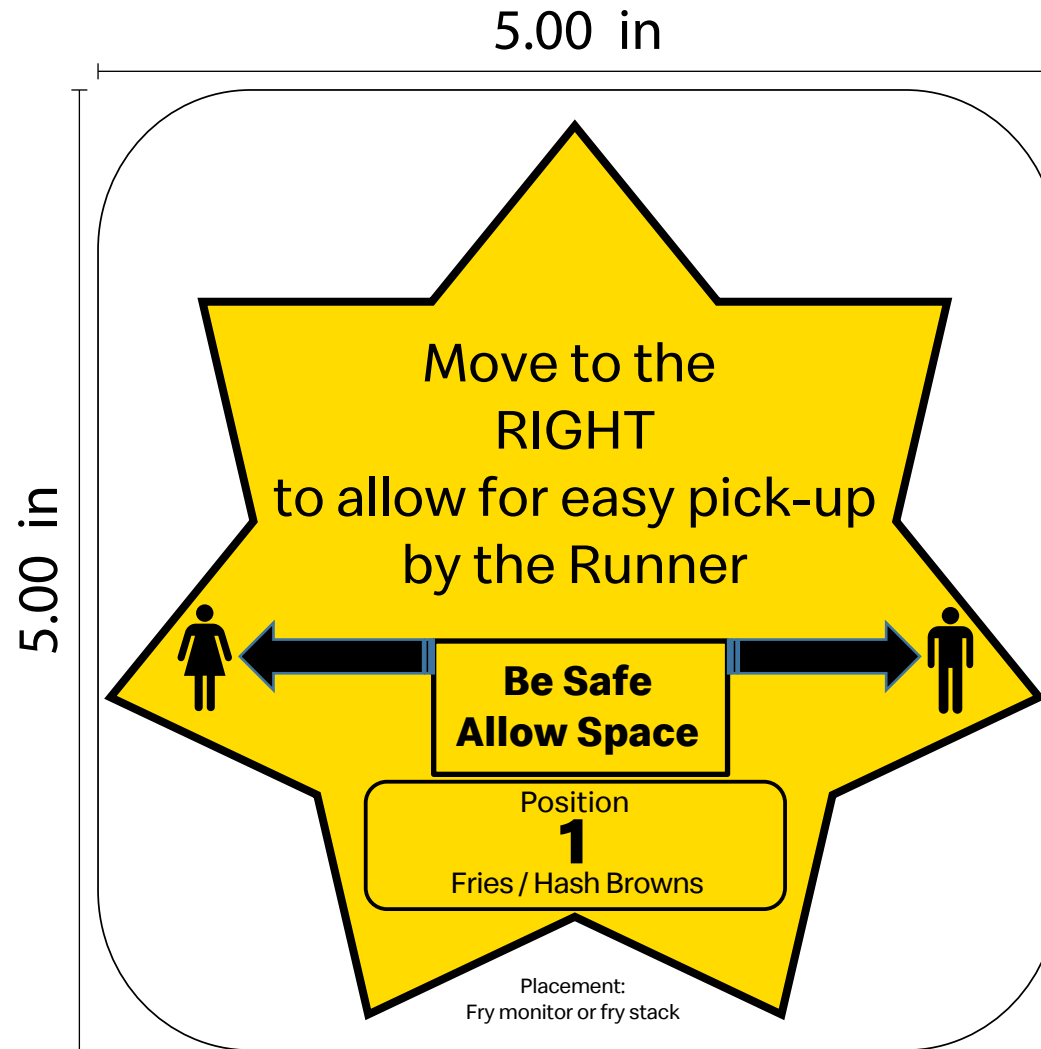 5.00 in
5.00 in
Move to the
RIGHT
to allow for easy pick-up
by the Runner
Be Safe
Allow Space
Position
1
Fries / Hash Browns
Placement:
Fry monitor or fry stack